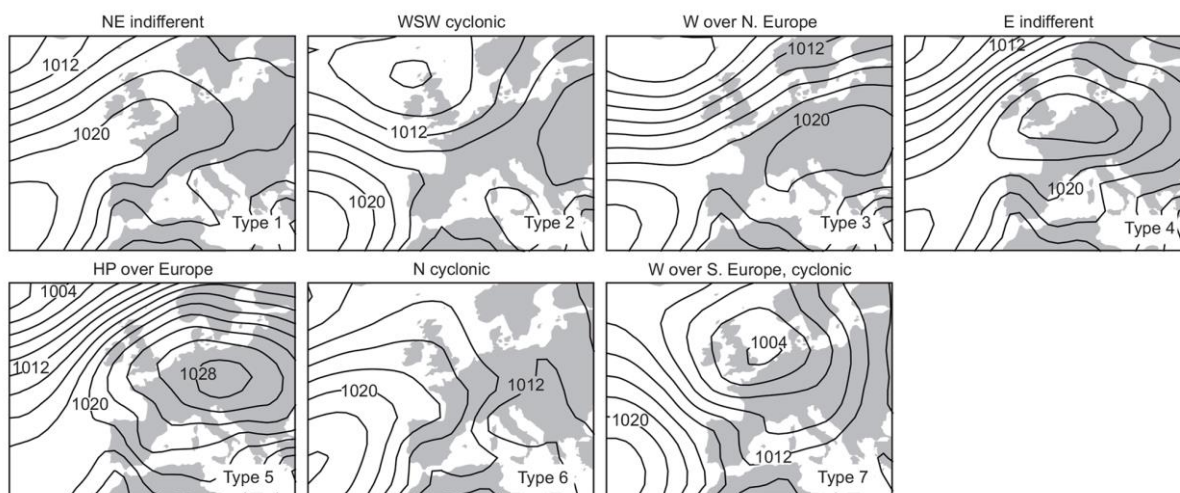 NE indifferent
WSW cyclonic
W over N. Europe
E indifferent
1012
1020
Type 1
1012
1020
Type 2
1012
1020
Type 3
1012
1020
Type 4
HP over Europe
N cyclonic
W over S. Europe, cyclonic
1004
1012
1028
1020
Type 5
1020
1012
Type 6
1004
1020
1012
Type 7